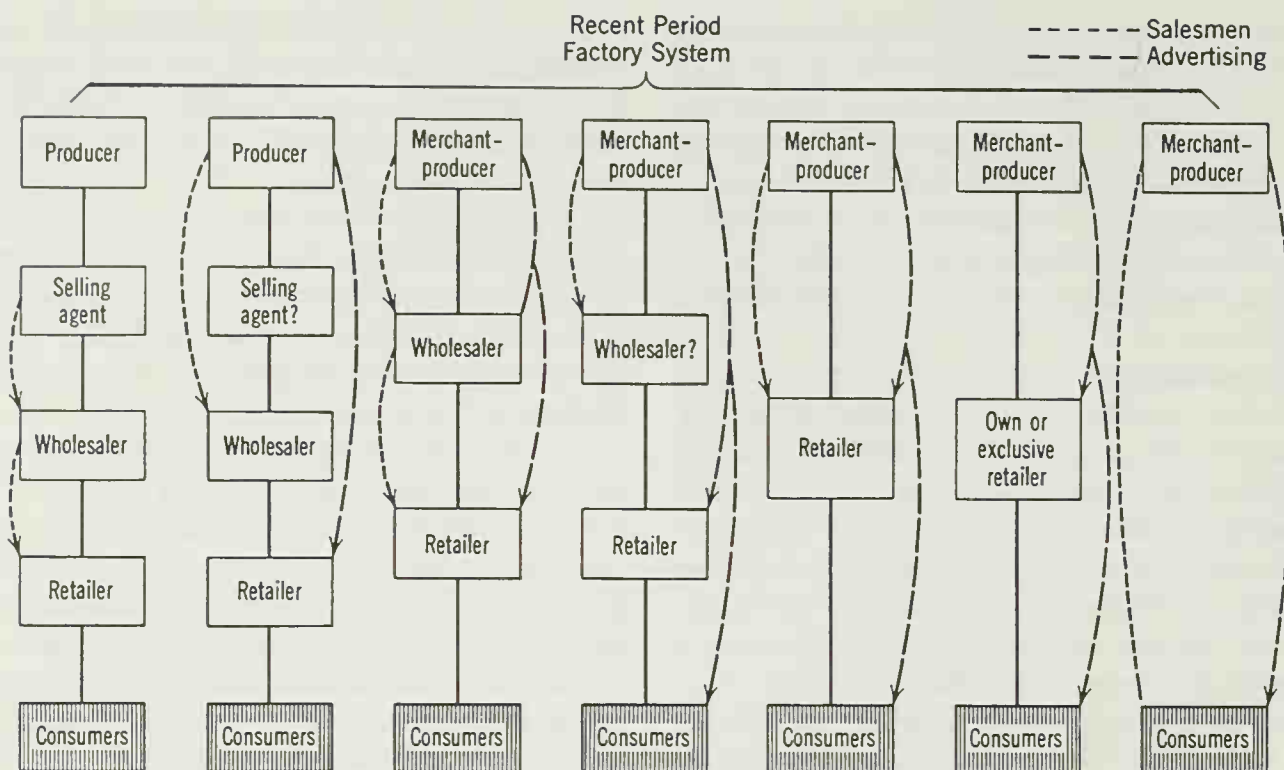 Recent Period
Factory System
Salesmen
Advertising
Producer
Selling
agent
Wholesaler
Retailer
Consumers
Producer
Selling
agent?
Wholesaler
Retailer
Consumers
Merchant-
producer
Wholesaler
Retailer
Consumers
Merchant-
producer
Wholesaler?
Retailer
Consumers
Merchant-
producer
Retailer
Consumers
Merchant-
producer
Own or
exclusive
retailer
Consumers
Merchant-
producer
Consumers